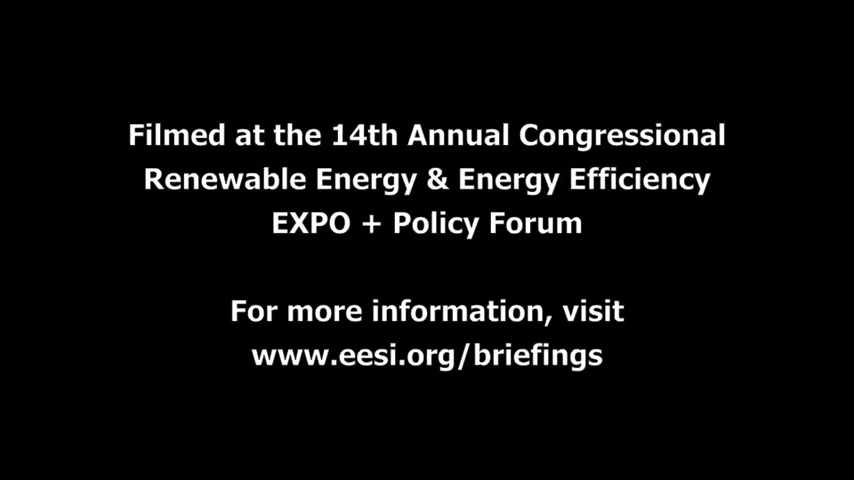 Filmed at the 14th Annual Congressional
Renewable Energy & Energy Efficiency
EXPO + Policy Forum
For more information, visit
www.eesi.org/briefings